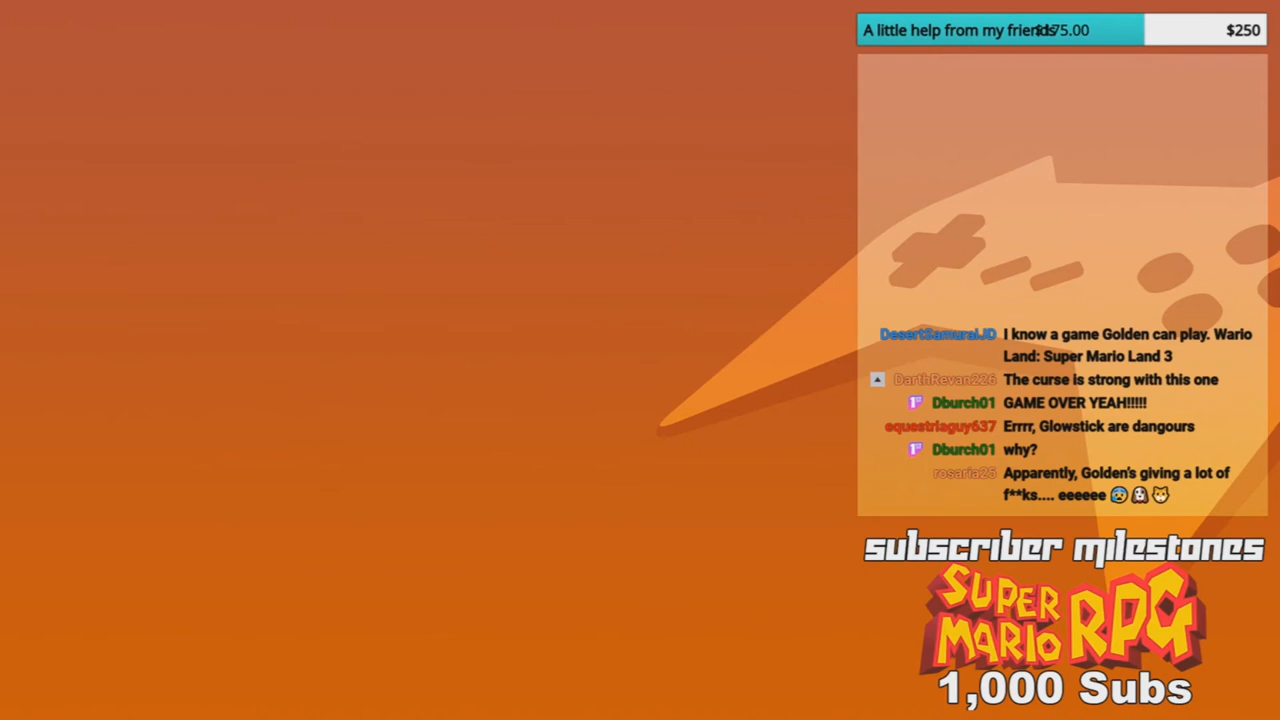 A little help from my friends $175.00 $250
DesertSamuraiJD I know a game Golden can play. Wario
Land: Super Mario Land 3
DarthRevan226 The curse is strong with this one
Dburch01 GAME OVER YEAH!!!!!
equestriaguy637 Errrr, Glowstick are dangours
Dburch01 why?
rosaria25 Apparently, Golden's giving a lot of
f**ks.... eeeeee 😰🐶🐱
subscriber milestones
SUPER
MARIO RPG
1,000 Subs